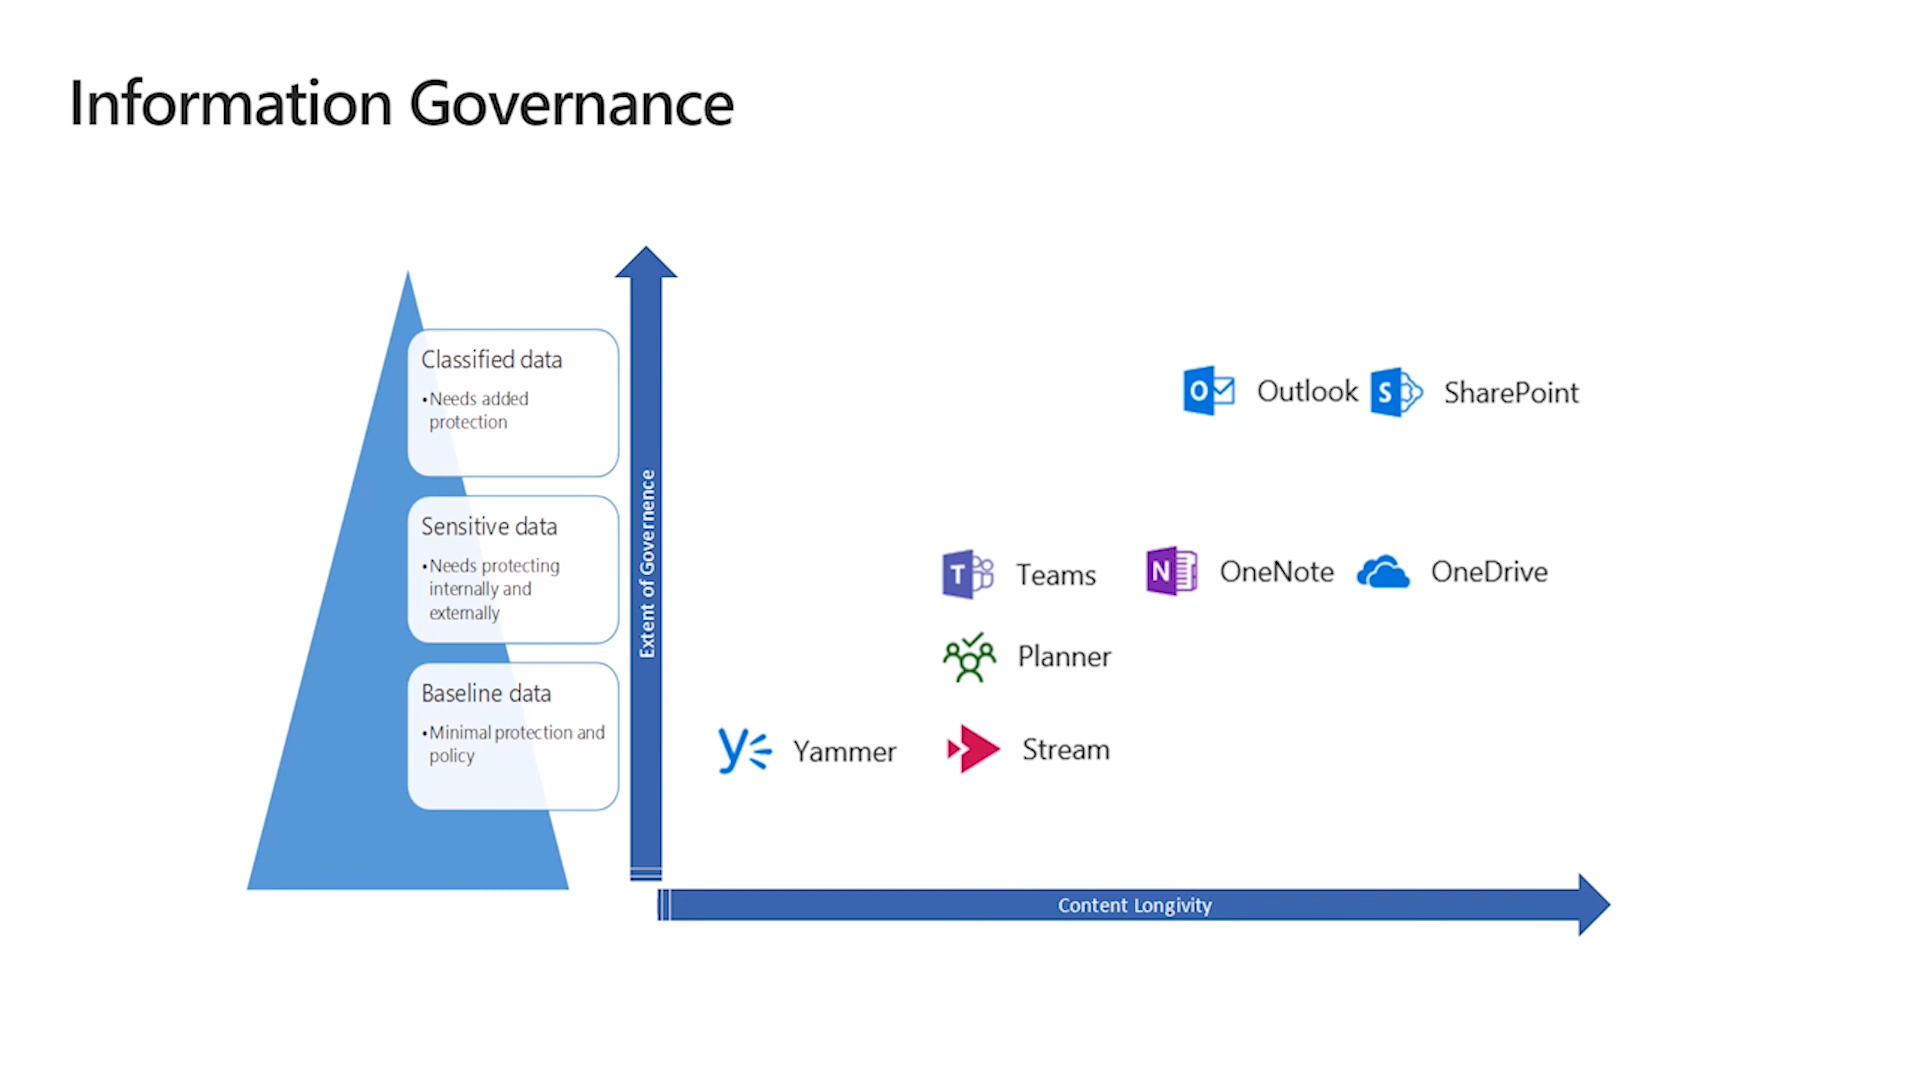 Information Governance
Classified data
•Needs added
protection
Sensitive data
•Needs protecting
internally and
externally
Baseline data
•Minimal protection and
policy
Extent of Governence
O Outlook S SharePoint
T Teams N OneNote OneDrive
Planner
Yammer Stream
Content Longivity